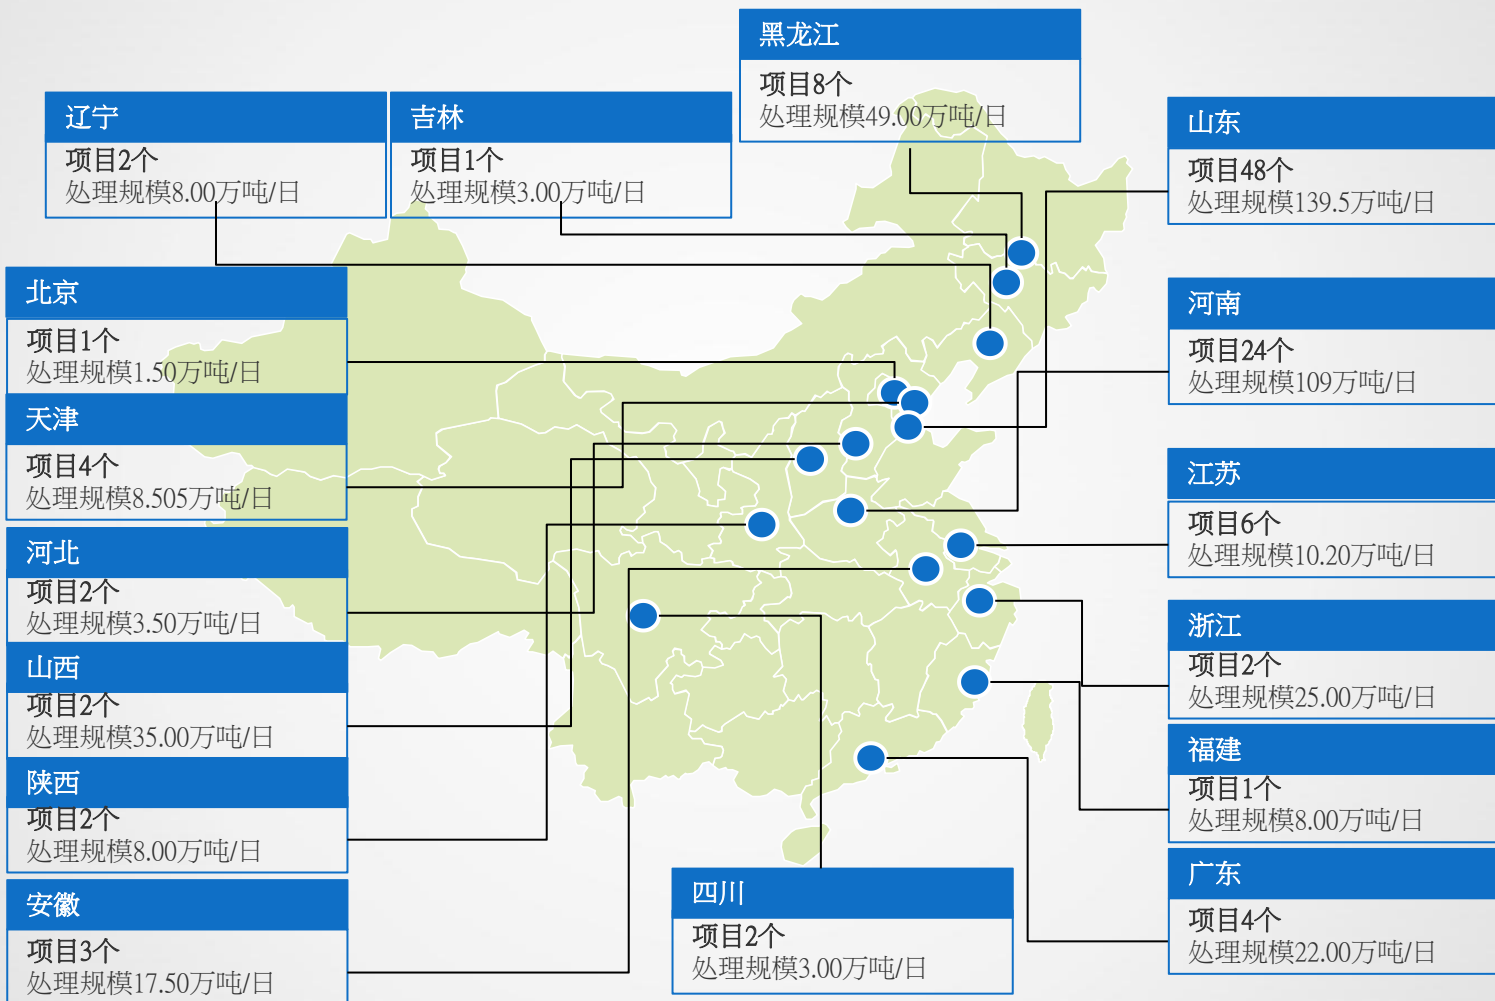 黑龙江
项目8个
处理规模49.00万吨/日
辽宁
项目2个
处理规模8.00万吨/日
吉林
项目1个
处理规模3.00万吨/日
山东
项目48个
处理规模139.5万吨/日
北京
项目1个
处理规模1.50万吨/日
河南
项目24个
处理规模109万吨/日
天津
项目4个
处理规模8.505万吨/日
江苏
项目6个
处理规模10.20万吨/日
河北
项目2个
处理规模3.50万吨/日
浙江
项目2个
处理规模25.00万吨/日
山西
项目2个
处理规模35.00万吨/日
福建
项目1个
处理规模8.00万吨/日
陕西
项目2个
处理规模8.00万吨/日
广东
项目4个
处理规模22.00万吨/日
安徽
项目3个
处理规模17.50万吨/日
四川
项目2个
处理规模3.00万吨/日